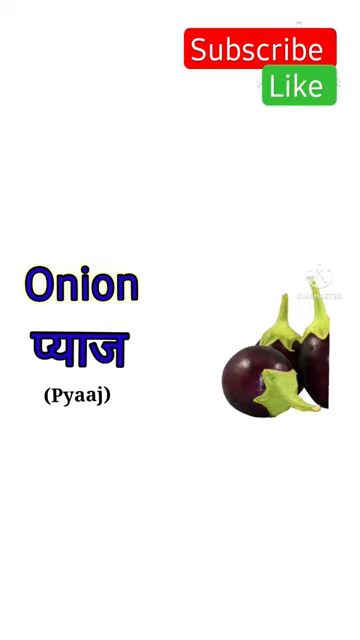 Subscribe
Like
Onion
प्याज
(Pyaaj)